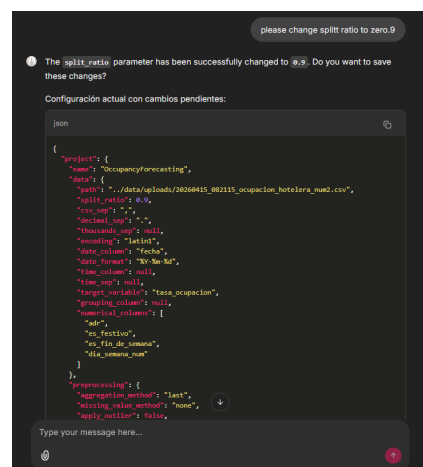 please change splitt ratio to zero.9
The split_ratio parameter has been successfully changed to 0.9. Do you want to save
these changes?
Configuración actual con cambios pendientes:
json
{
"project": {
"name": "OccupancyForecasting",
"data": {
"path": "../data/uploads/20260415_082115_ocupacion_hotelera_num2.csv",
"split_ratio": 0.9,
"csv_sep": ",",
"decimal_sep": ".",
"thousands_sep": null,
"encoding": "latin1",
"date_column": "fecha",
"date_format": "%Y-%m-%d",
"time_column": null,
"time_sep": null,
"target_variable": "tasa_ocupacion",
"grouping_column": null,
"numerical_columns": [
"adr",
"es_festivo",
"es_fin_de_semana",
"dia_semana_num"
]
},
"preprocessing": {
"aggregation_method": "last",
"missing_value_method": "none",
"apply_outlier": false,
Type your message here...